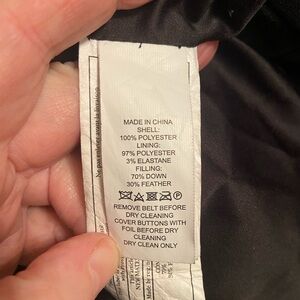 MADE IN CHINA
SHELL:
100% POLYESTER
LINING:
97% POLYESTER
3% ELASTANE
FILLING:
70% DOWN
30% FEATHER
P
REMOVE BELT BEFORE
DRY CLEANING
COVER BUTTONS WITH
FOIL BEFORE DRY
CLEANING
DRY CLEAN ONLY